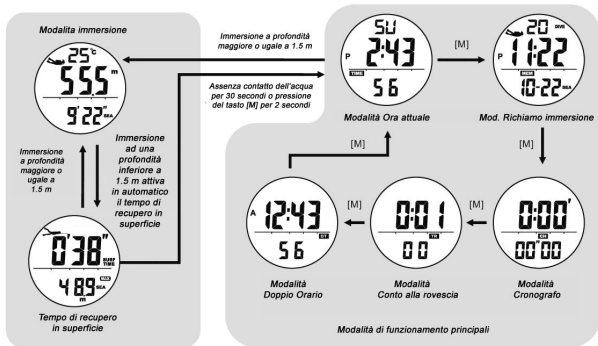 Modalita immersione
25°c
55.5 m
9'22" SEA
Immersione
a profondità
maggiore o
ugale a
1.5 m
Immersione
ad una
profondità
inferiore a
1.5 m attiva
in automatico
il tempo di
recupero in
superficie
0'38" SURF TIME
MAX
48.9 SEA
m
Tempo di recupero
in superficie
Immersione a profondità
maggiore o ugale a 1.5 m
Assenza contatto dell'acqua
per 30 secondi o pressione
del tasto [M] per 2 secondi
SU
P 2:43
TIME
56
Modalità Ora attuale
[M]
20 DIVE
P 11:22
MEM
10-22 SEA
Mod. Richiamo immersione
[M]
0:00'
CH
00"00
Modalità
Cronografo
[M]
0:01
TR
00
Modalità
Conto alla rovescia
[M]
A 12:43
DT
56
Modalità
Doppio Orario
[M]
Modalità di funzionamento principali